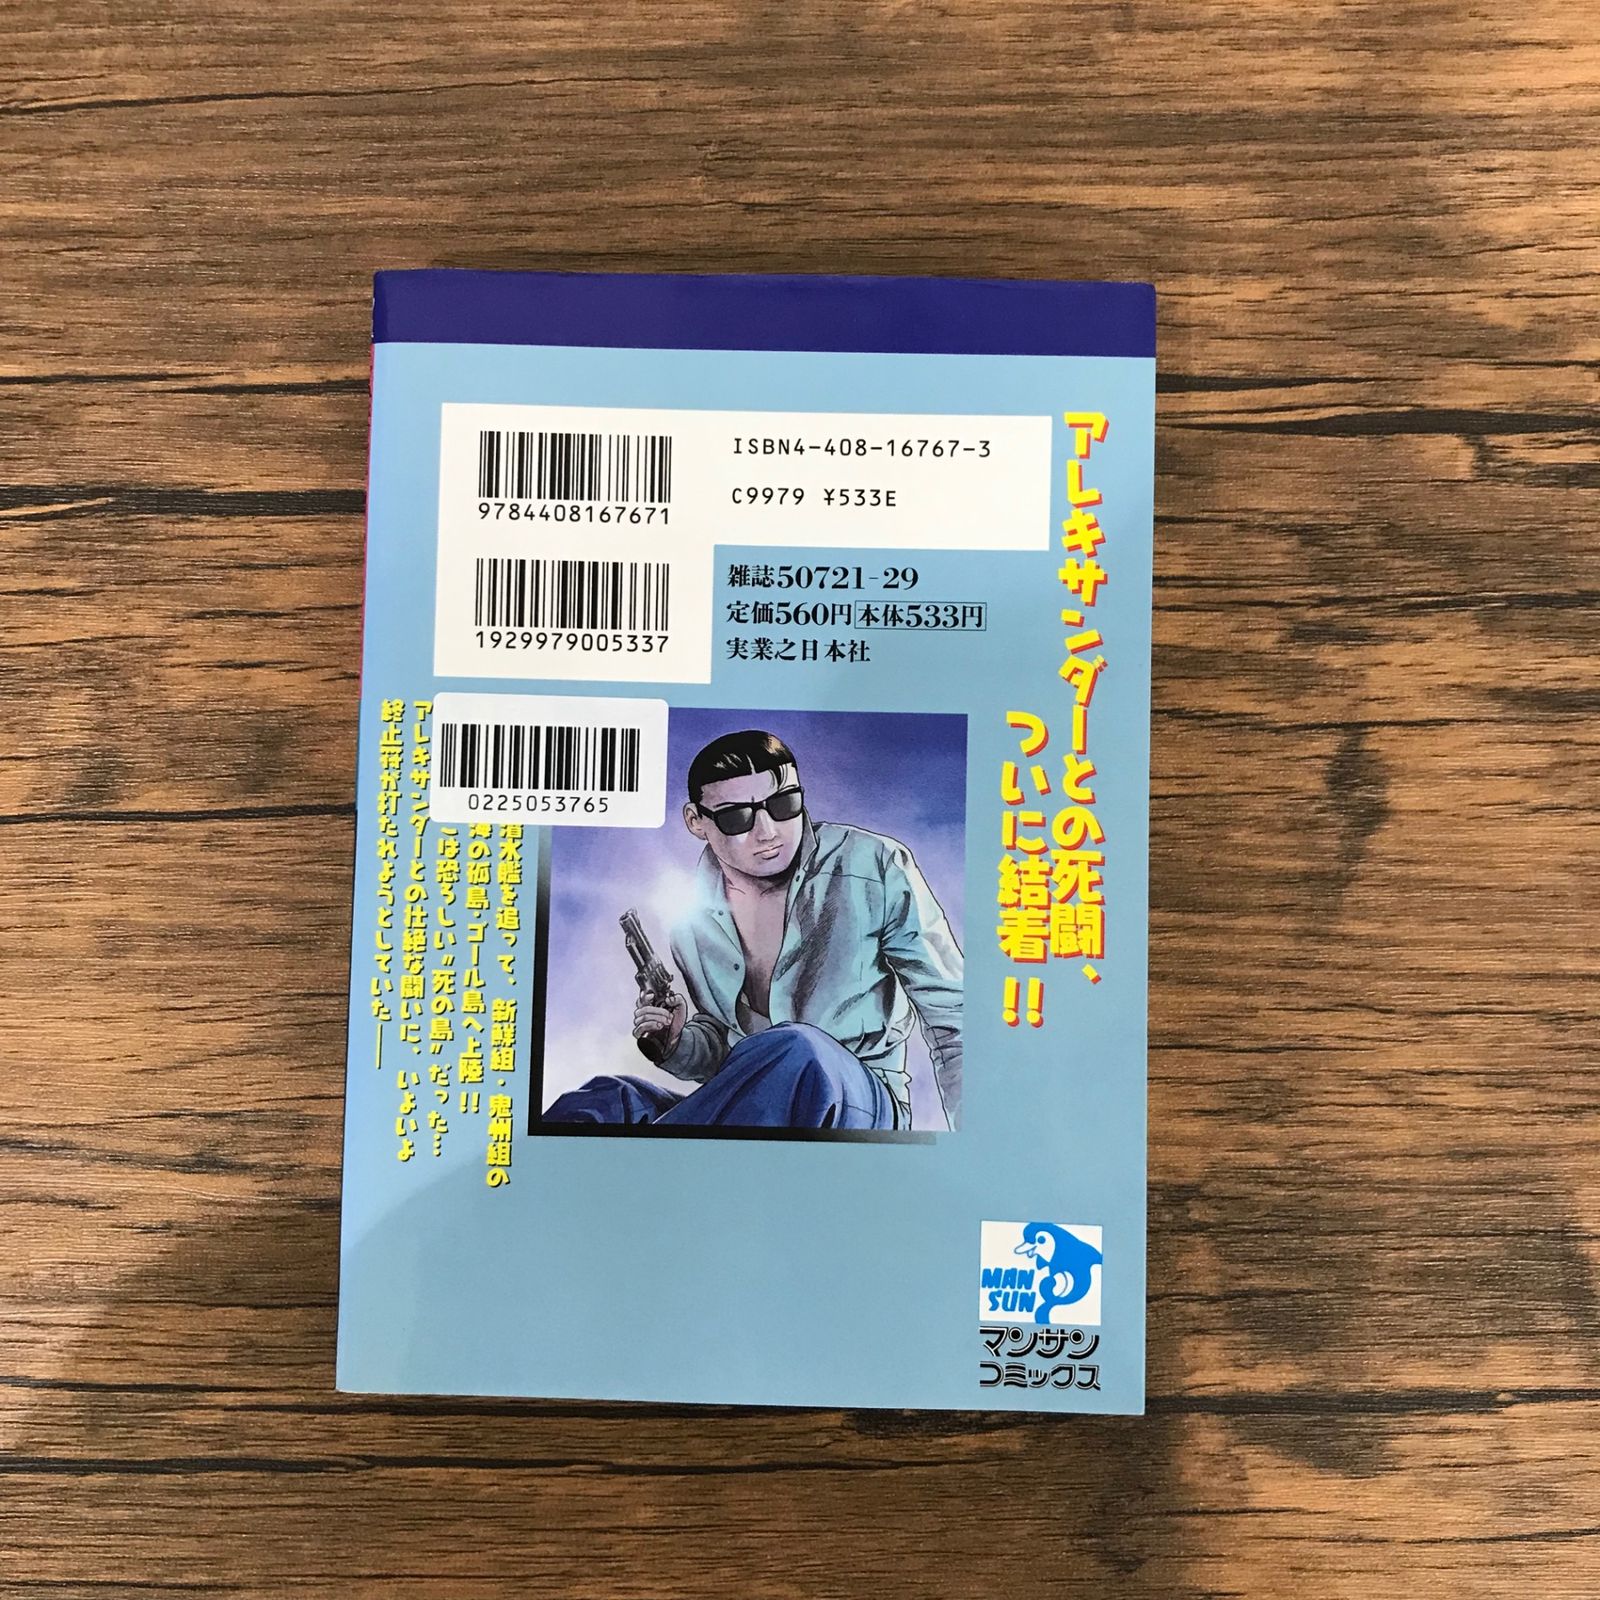 ISBN4-408-16767-3
C9979 ¥533E
9784408167671
1929979005337
雑誌50721-29
定価560円本体533円
実業之日本社
アレキサンダーとの死闘、
ついに結着!!
0225053765
潜水艦を追って、新鮮組・鬼州組の
海の孤島・ゴール島へ上陸!!
こは恐ろしい"死の島"だった…
アレキサンダーとの壮絶な闘いに、いよいよ
終止符が打たれようとしていた——
MAN
SUN
マンサン
コミックス